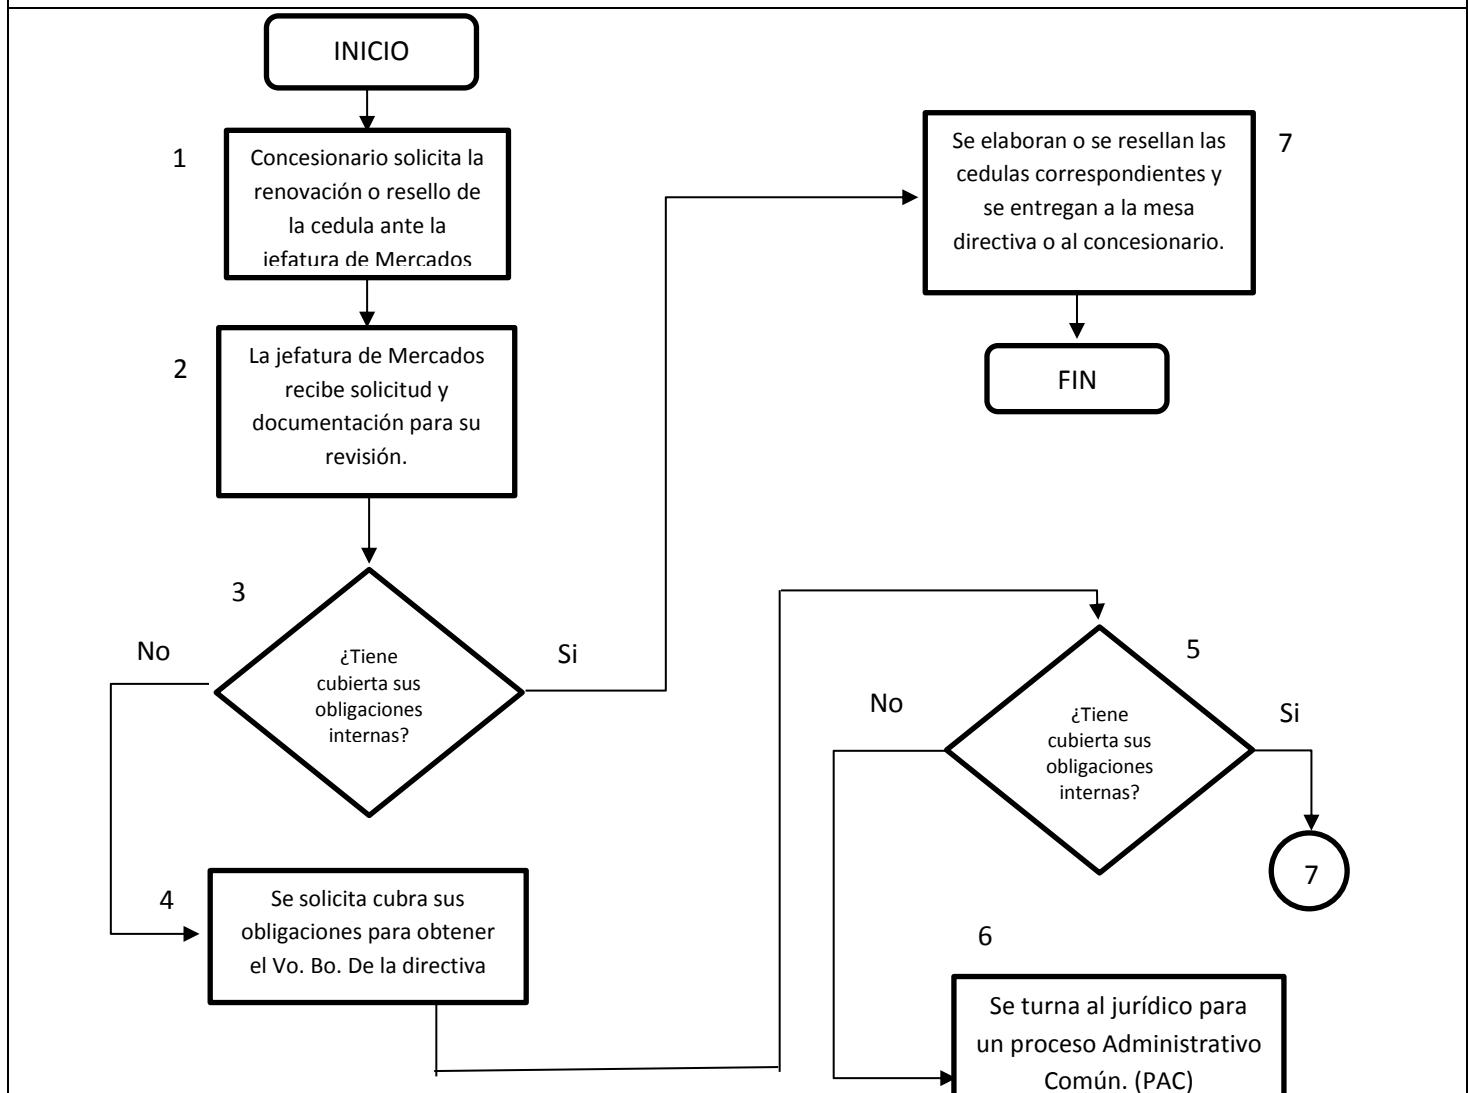 INICIO
1
Concesionario solicita la
renovación o resello de
la cedula ante la
jefatura de Mercados
2
La jefatura de Mercados
recibe solicitud y
documentación para su
revisión.
3
No
Si
¿Tiene
cubierta sus
obligaciones
internas?
4
Se solicita cubra sus
obligaciones para obtener
el Vo. Bo. De la directiva
5
No
Si
¿Tiene
cubierta sus
obligaciones
internas?
7
6
Se turna al jurídico para
un proceso Administrativo
Común. (PAC)
7
Se elaboran o se resellan las
cedulas correspondientes y
se entregan a la mesa
directiva o al concesionario.
FIN